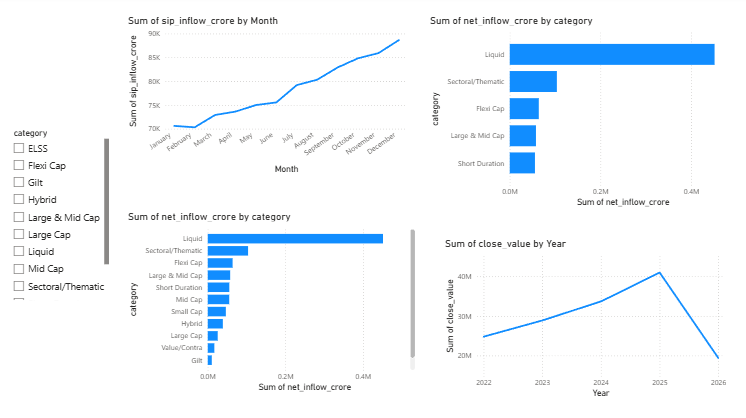 category
ELSS
Flexi Cap
Gilt
Hybrid
Large & Mid Cap
Large Cap
Liquid
Mid Cap
Sectoral/Thematic
Sum of sip_inflow_crore by Month
Sum of sip_inflow_crore
90K
85K
80K
75K
70K
January
February
March
April
May
June
July
August
September
October
November
December
Month
Sum of net_inflow_crore by category
category
Liquid
Sectoral/Thematic
Flexi Cap
Large & Mid Cap
Short Duration
0.0M
0.2M
0.4M
Sum of net_inflow_crore
Sum of net_inflow_crore by category
category
Liquid
Sectoral/Thematic
Flexi Cap
Large & Mid Cap
Short Duration
Mid Cap
Small Cap
Hybrid
Large Cap
Value/Contra
Gilt
0.0M
0.2M
0.4M
Sum of net_inflow_crore
Sum of close_value by Year
Sum of close_value
40M
30M
20M
2022
2023
2024
2025
2026
Year